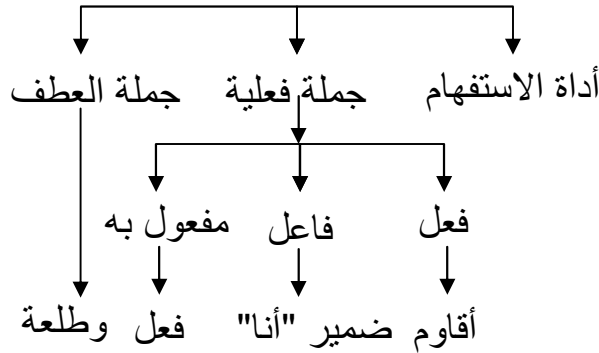 أداة الاستفهام جملة فعلية جملة العطف
فعل فاعل مفعول به
أقاوم ضمير "أنا" فعل وطلعة